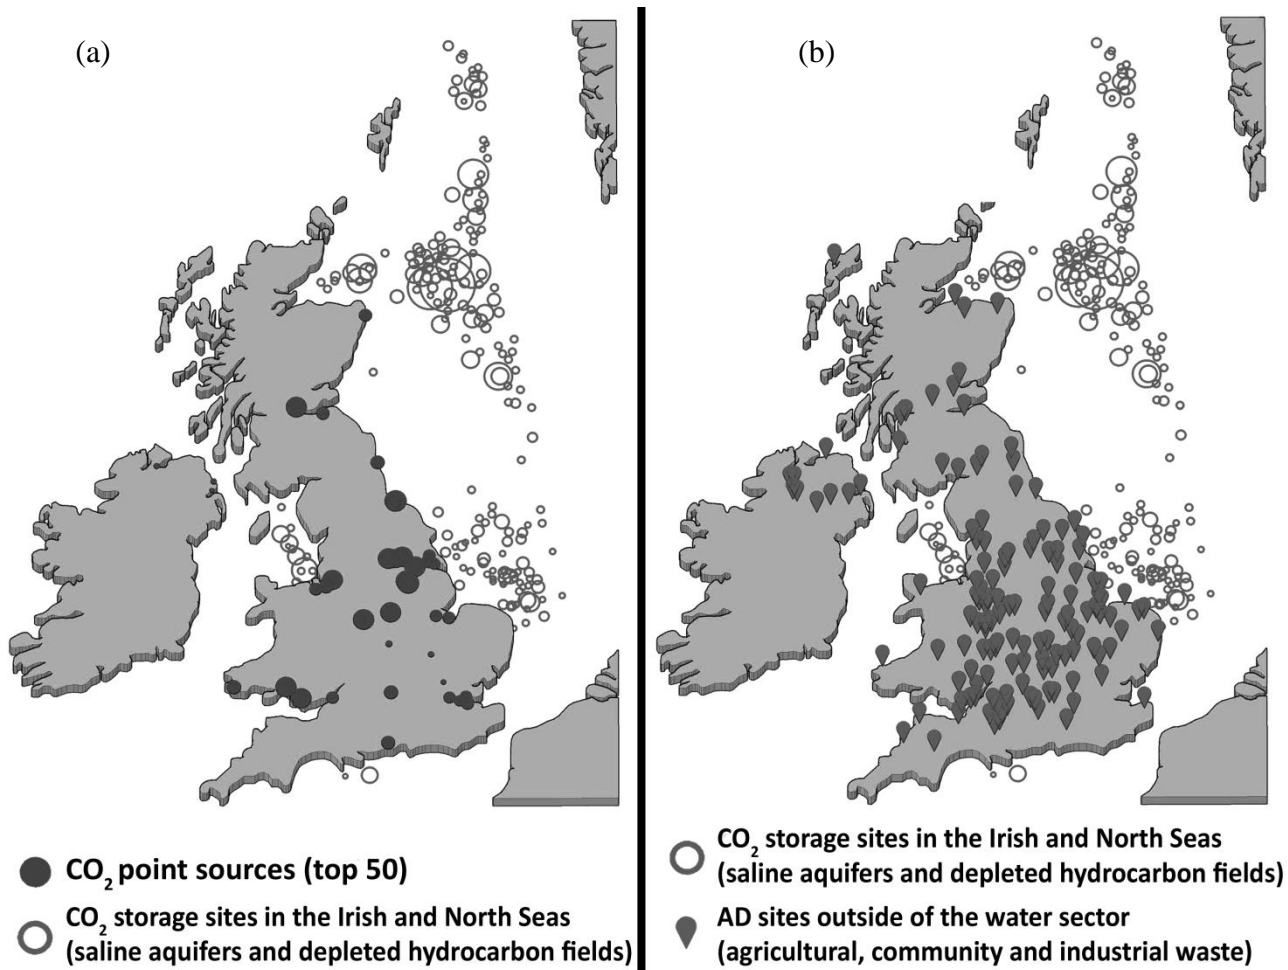 (a)
CO₂ point sources (top 50)
CO₂ storage sites in the Irish and North Seas
(saline aquifers and depleted hydrocarbon fields)
(b)
CO₂ storage sites in the Irish and North Seas
(saline aquifers and depleted hydrocarbon fields)
AD sites outside of the water sector
(agricultural, community and industrial waste)